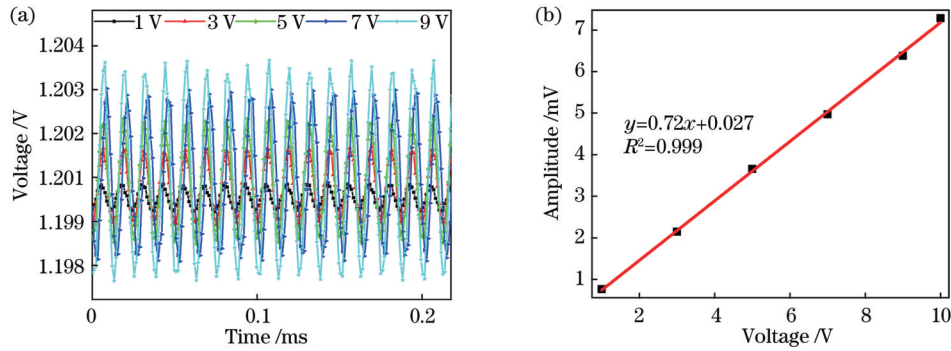 (a)
1 V 3 V 5 V 7 V 9 V
1.204
1.203
1.202
1.201
1.199
1.198
Voltage /V
0 0.1 0.2
Time /ms
(b)
7
6
5
4
3
2
1
Amplitude /mV
y=0.72x+0.027
R²=0.999
2 4 6 8 10
Voltage /V